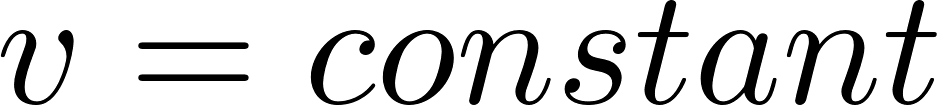 v = constant